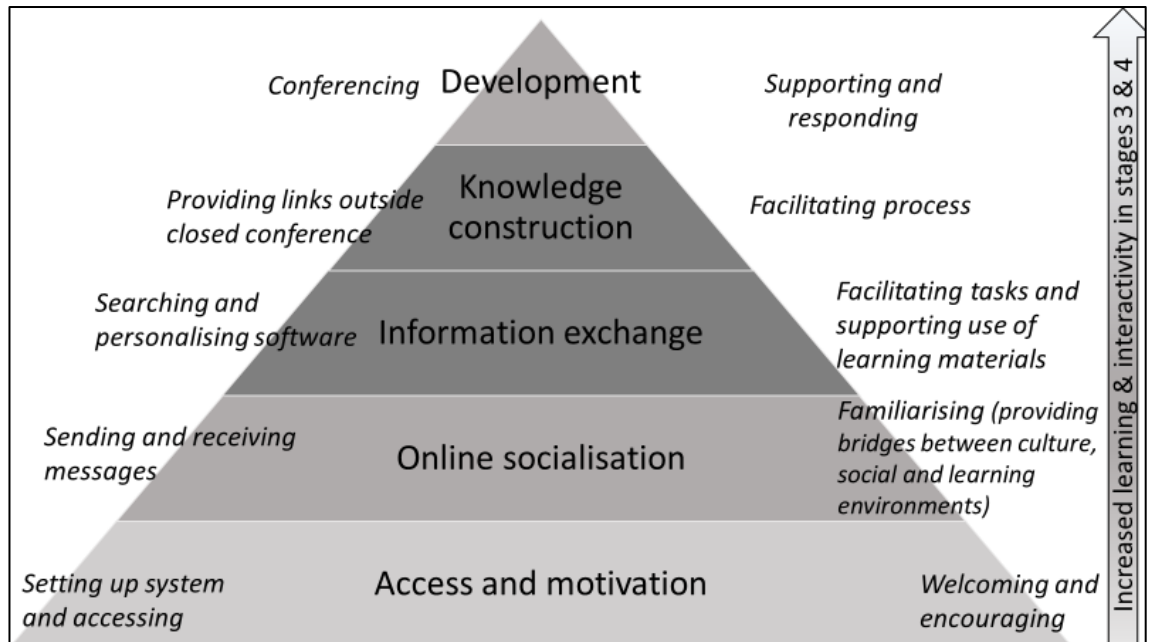 Conferencing
Development
Supporting and
responding
Providing links outside
closed conference
Knowledge
construction
Facilitating process
Searching and
personalising software
Information exchange
Facilitating tasks and
supporting use of
learning materials
Sending and receiving
messages
Online socialisation
Familiarising (providing
bridges between culture,
social and learning
environments)
Setting up system
and accessing
Access and motivation
Welcoming and
encouraging
Increased learning & interactivity in stages 3 & 4